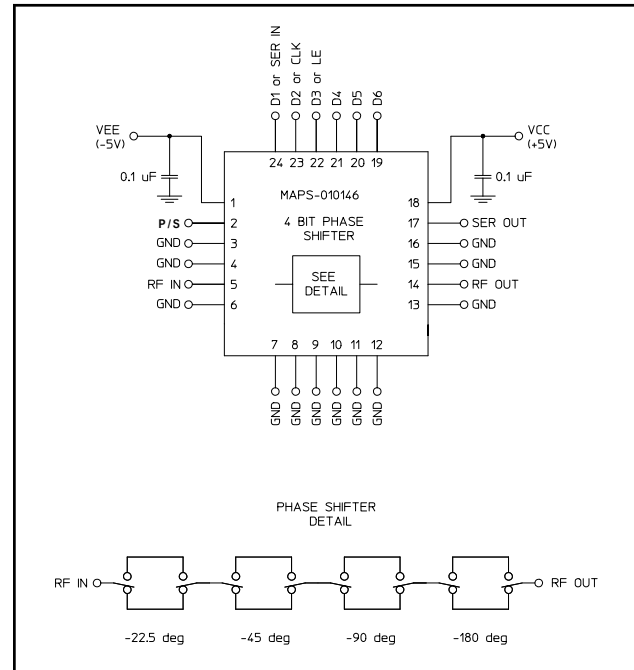 D1 or SER IN
D2 or CLK
D3 or LE
D4
D5
D6
VEE
(-5V)
VCC
(+5V)
24 23 22 21 20 19
0.1 uF
0.1 uF
MAPS-010146
4 BIT PHASE
SHIFTER
SEE
DETAIL
1
P/S 2
GND 3
GND 4
RF IN 5
GND 6
18
17 SER OUT
16 GND
15 GND
14 RF OUT
13 GND
7 8 9 10 11 12
GND GND GND GND GND GND
PHASE SHIFTER
DETAIL
RF IN
RF OUT
-22.5 deg -45 deg -90 deg -180 deg